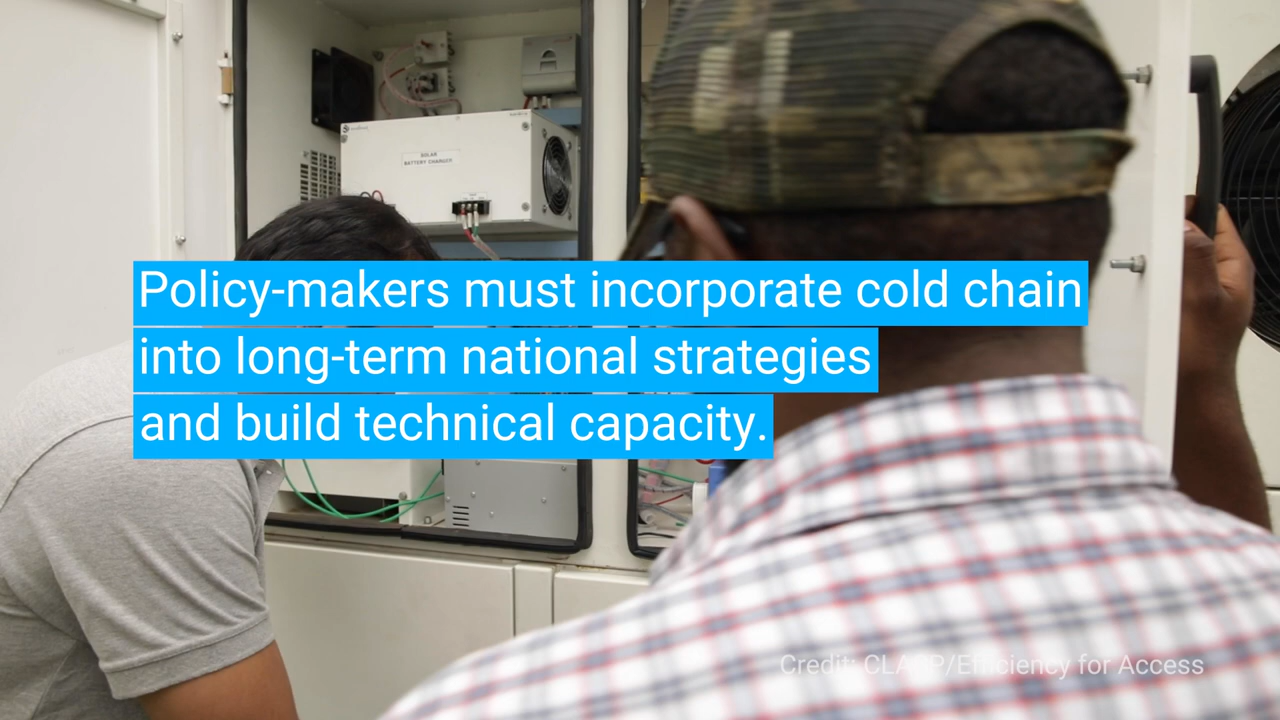 SOLAR
BATTERY CHARGER
Policy-makers must incorporate cold chain
into long-term national strategies
and build technical capacity.
Credit: CLASP/Efficiency for Access